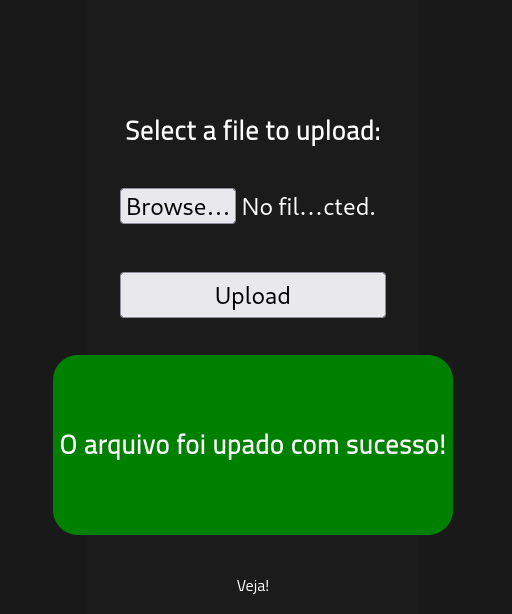 Select a file to upload:
Browse... No fil...cted.
Upload
O arquivo foi upado com sucesso!
Veja!